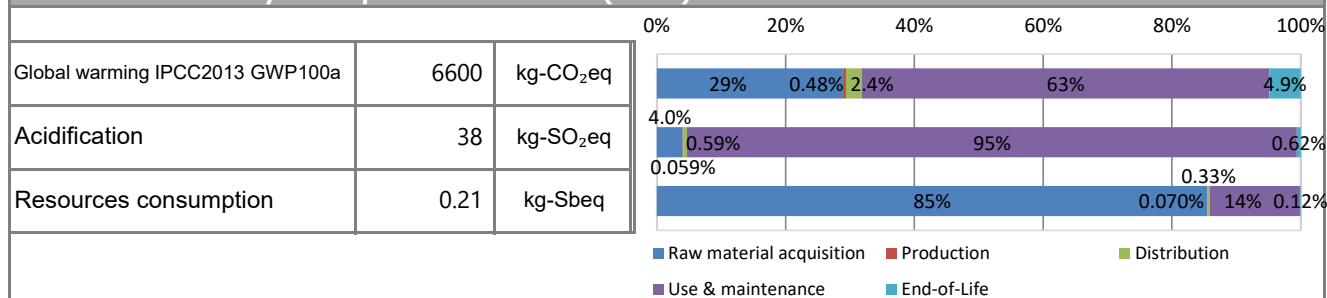 0% 20% 40% 60% 80% 100%
Global warming IPCC2013 GWP100a 6600 kg-CO₂eq
29% 0.48% 2.4% 63% 4.9%
4.0%
Acidification 38 kg-SO₂eq
0.59% 95% 0.62%
0.059%
0.33%
Resources consumption 0.21 kg-Sbeq
85% 0.070% 14% 0.12%
Raw material acquisition Production Distribution
Use & maintenance End-of-Life